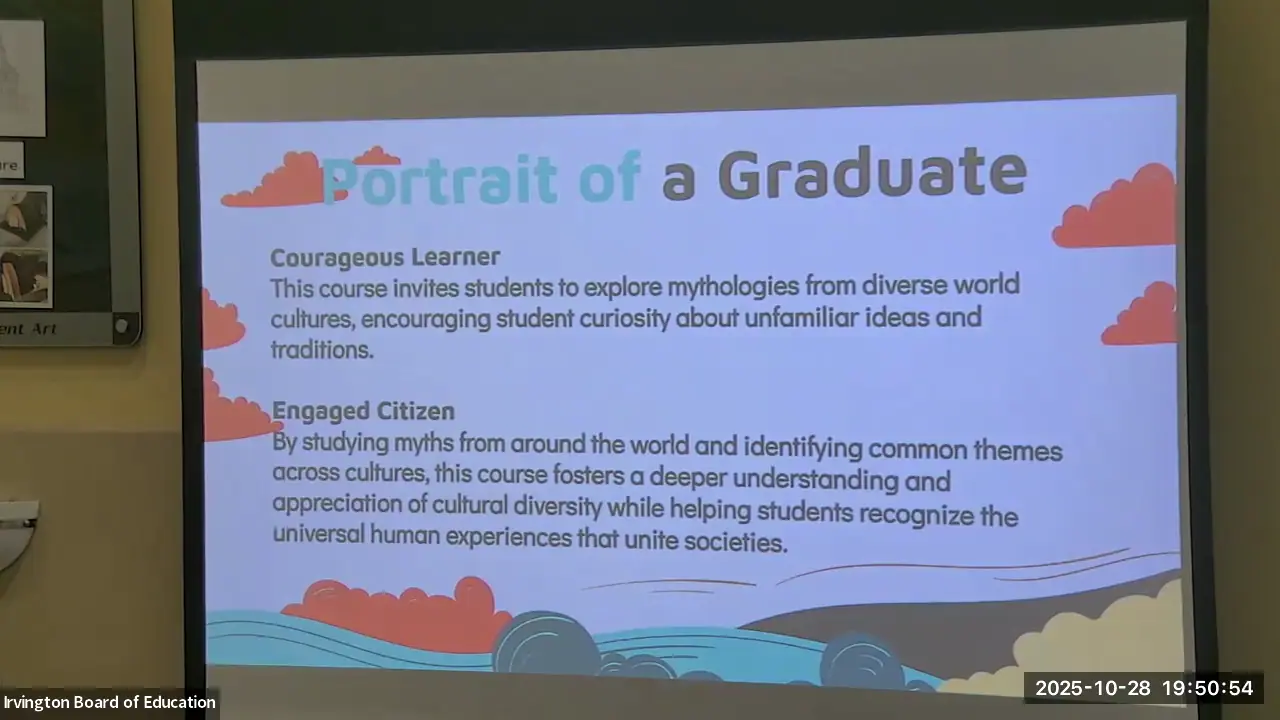 re
ent Art
Portrait of a Graduate
Courageous Learner
This course invites students to explore mythologies from diverse world
cultures, encouraging student curiosity about unfamiliar ideas and
traditions.
Engaged Citizen
By studying myths from around the world and identifying common themes
across cultures, this course fosters a deeper understanding and
appreciation of cultural diversity while helping students recognize the
universal human experiences that unite societies.
Irvington Board of Education
2025-10-28 19:50:54